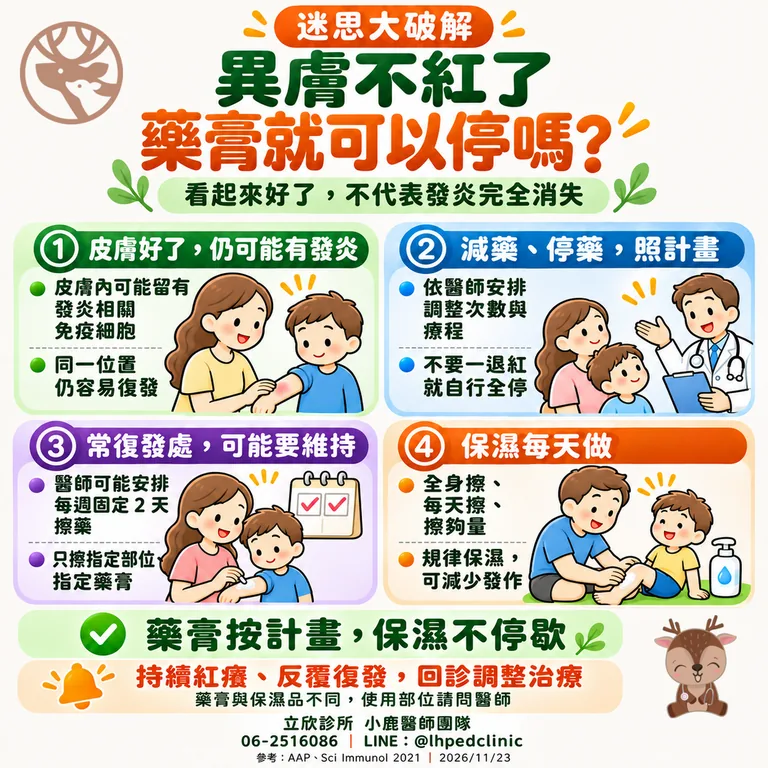 迷思大破解
異膚不紅了
藥膏就可以停嗎?
看起來好了，不代表發炎完全消失
1 皮膚好了，仍可能有發炎
皮膚內可能留有
發炎相關
免疫細胞
同一位置
仍容易復發
2 減藥、停藥，照計畫
依醫師安排
調整次數與
療程
不要一退紅
就自行全停
3 常復發處，可能要維持
醫師可能安排
每週固定2天
擦藥
只擦指定部位、
指定藥膏
4 保濕每天做
全身擦、
每天擦、
擦夠量
規律保濕，
可減少發作
藥膏按計畫，保濕不停歇
持續紅癢、反覆復發，回診調整治療
藥膏與保濕品不同，使用部位請問醫師
立欣診所 小鹿醫師團隊
06-2516086 | LINE：@lhpedclinic
參考：AAP、Sci Immunol 2021 | 2026/11/23